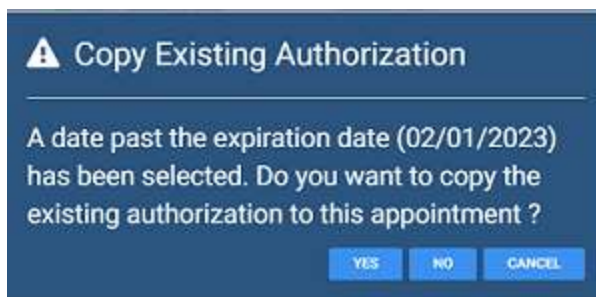 Copy Existing Authorization
A date past the expiration date (02/01/2023)
has been selected. Do you want to copy the
existing authorization to this appointment ?
YES NO CANCEL